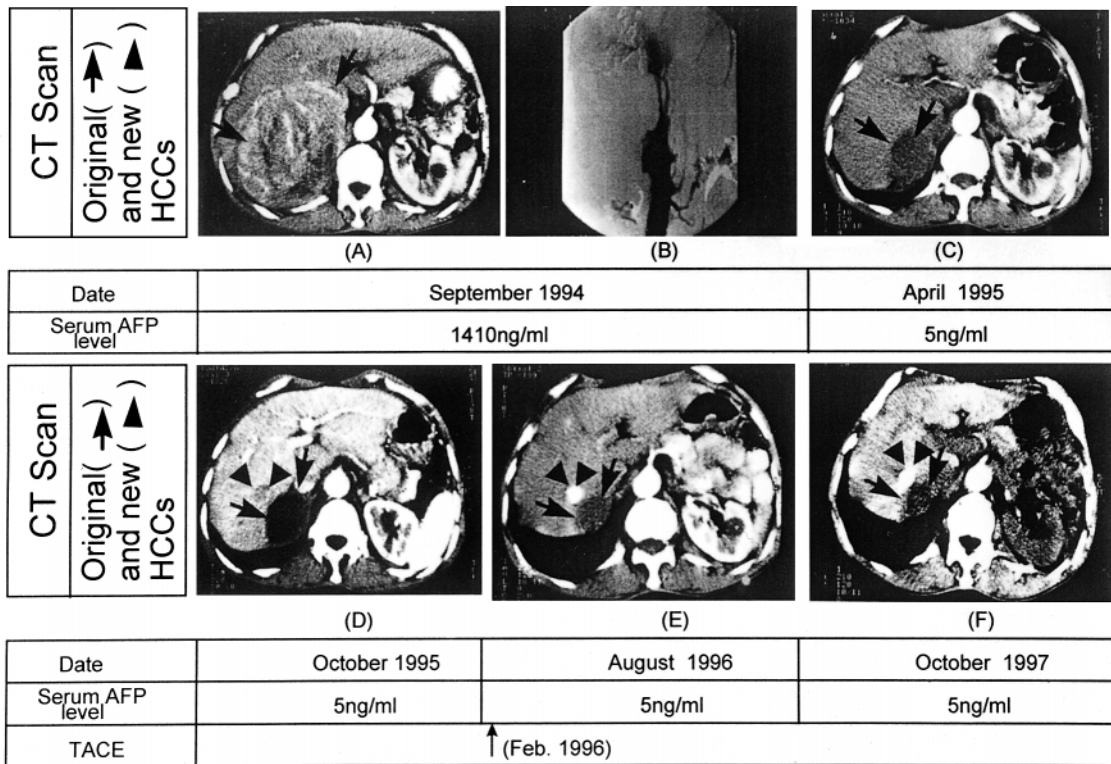 CT Scan
Original( )
and new ( )
HCCs
(A)
(B)
(C)
Date
September 1994
April 1995
Serum AFP
level
1410ng/ml
5ng/ml
CT Scan
Original( )
and new ( )
HCCs
(D)
(E)
(F)
Date
October 1995
August 1996
October 1997
Serum AFP
level
5ng/ml
5ng/ml
5ng/ml
TACE
(Feb. 1996)